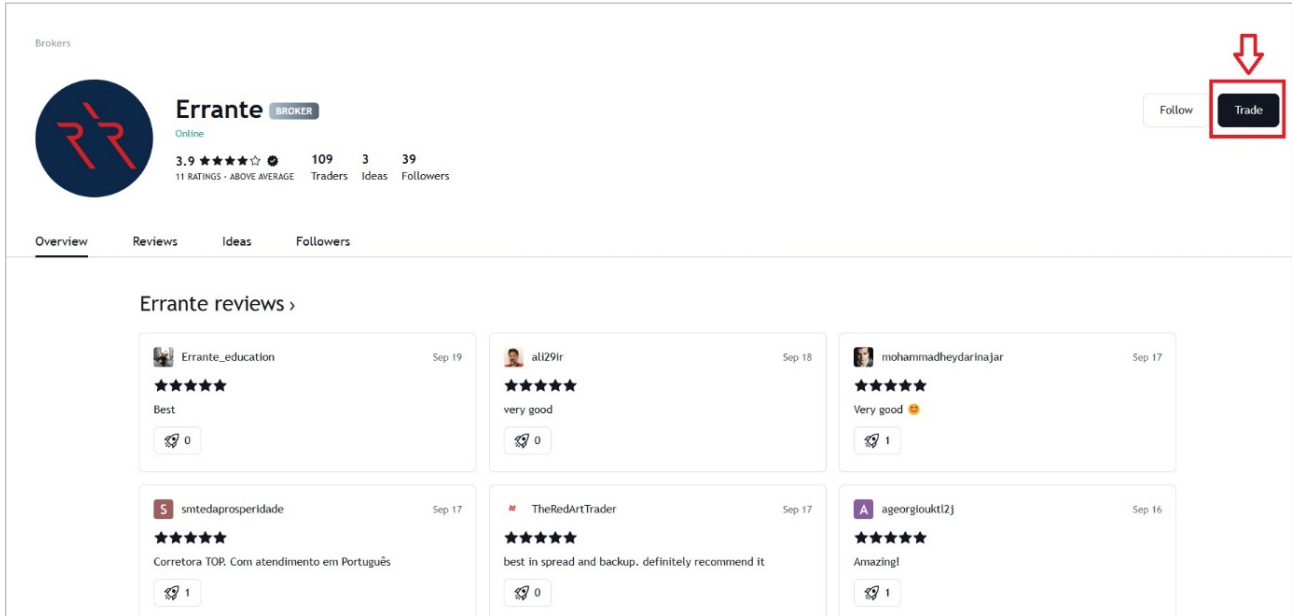 Brokers
Errante BROKER
Online
3.9 ★★★★☆ 109 3 39
11 RATINGS · ABOVE AVERAGE Traders Ideas Followers
Follow Trade
Overview Reviews Ideas Followers
Errante reviews ›
Errante_education Sep 19
★★★★★
Best
0
ali29ir Sep 18
★★★★★
very good
0
mohammadheydarinajar Sep 17
★★★★★
Very good 😊
1
S smtedaprosperidade Sep 17
★★★★★
Corretora TOP. Com atendimento em Português
1
TheRedArtTrader Sep 17
★★★★★
best in spread and backup. definitely recommend it
0
A ageorgiouktl2j Sep 16
★★★★★
Amazing!
1